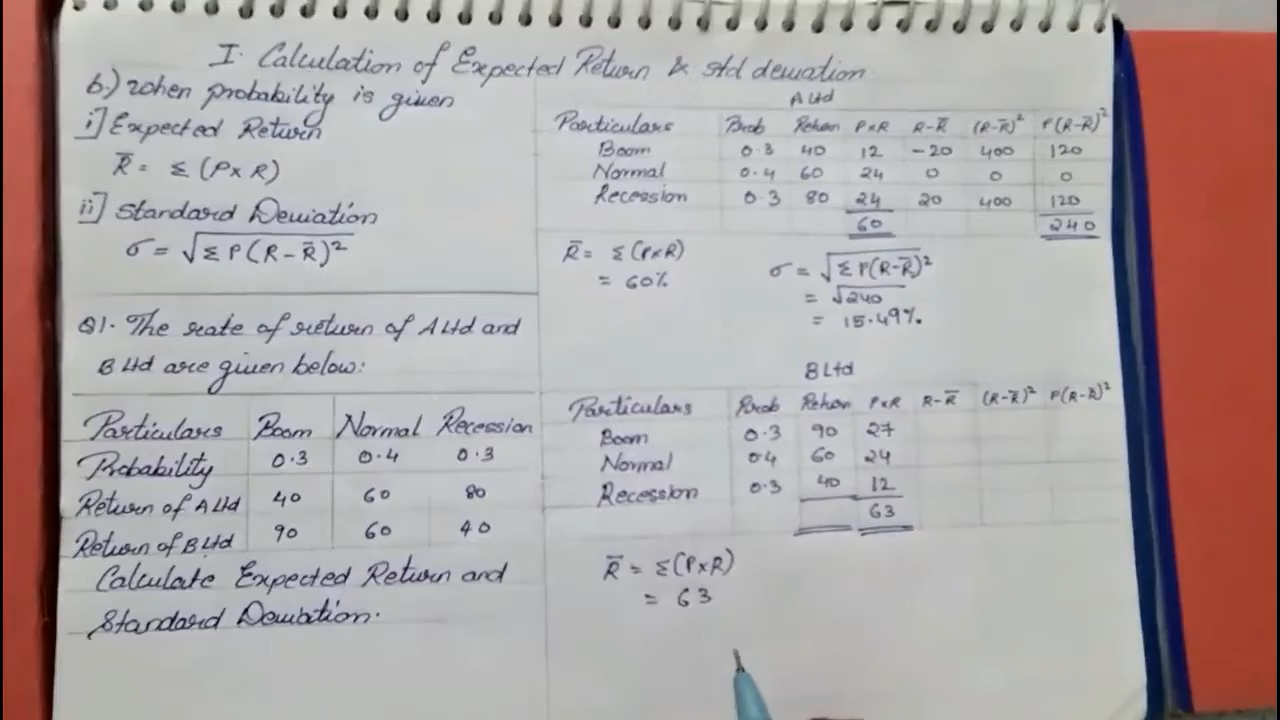 I. Calculation of Expected Return & std deviation
b.) when probability is given
i] Expected Return
R̄ = Σ (P x R)
ii] Standard Deviation
σ = √Σ P(R-R̄)²
Q1. The rate of return of A Ltd and
B Ltd are given below:
Particulars Boom Normal Recession
Probability 0.3 0.4 0.3
Return of A Ltd 40 60 80
Return of B Ltd 90 60 40
Calculate Expected Return and
Standard Deviation.
A Ltd
Particulars Prob Return PxR R-R̄ (R-R̄)² P(R-R̄)²
Boom 0.3 40 12 -20 400 120
Normal 0.4 60 24 0 0 0
Recession 0.3 80 24 20 400 120
60 240
R̄ = Σ(PxR)
= 60%
σ = √Σ P(R-R̄)²
= √240
= 15.49%
B Ltd
Particulars Prob Return PxR R-R̄ (R-R̄)² P(R-R̄)²
Boom 0.3 90 27
Normal 0.4 60 24
Recession 0.3 40 12
63
R̄ = Σ(PxR)
= 63